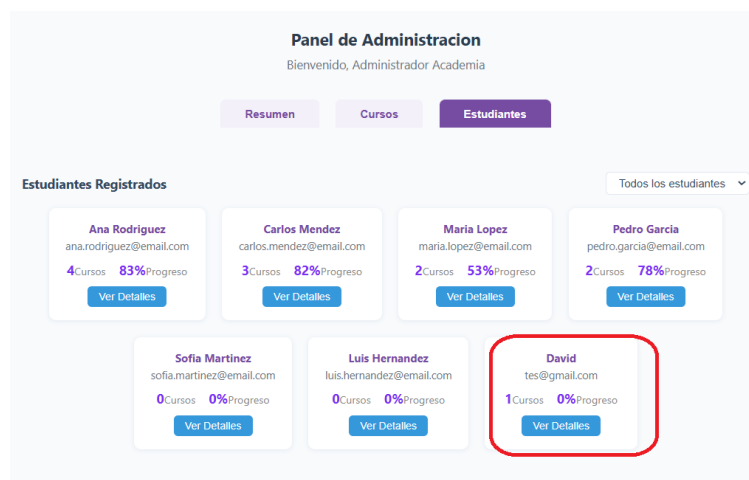 Panel de Administracion
Bienvenido, Administrador Academia
Resumen Cursos Estudiantes
Estudiantes Registrados Todos los estudiantes
Ana Rodriguez
ana.rodriguez@email.com
4Cursos 83%Progreso
Ver Detalles
Carlos Mendez
carlos.mendez@email.com
3Cursos 82%Progreso
Ver Detalles
Maria Lopez
maria.lopez@email.com
2Cursos 53%Progreso
Ver Detalles
Pedro Garcia
pedro.garcia@email.com
2Cursos 78%Progreso
Ver Detalles
Sofia Martinez
sofia.martinez@email.com
0Cursos 0%Progreso
Ver Detalles
Luis Hernandez
luis.hernandez@email.com
0Cursos 0%Progreso
Ver Detalles
David
tes@gmail.com
1Cursos 0%Progreso
Ver Detalles